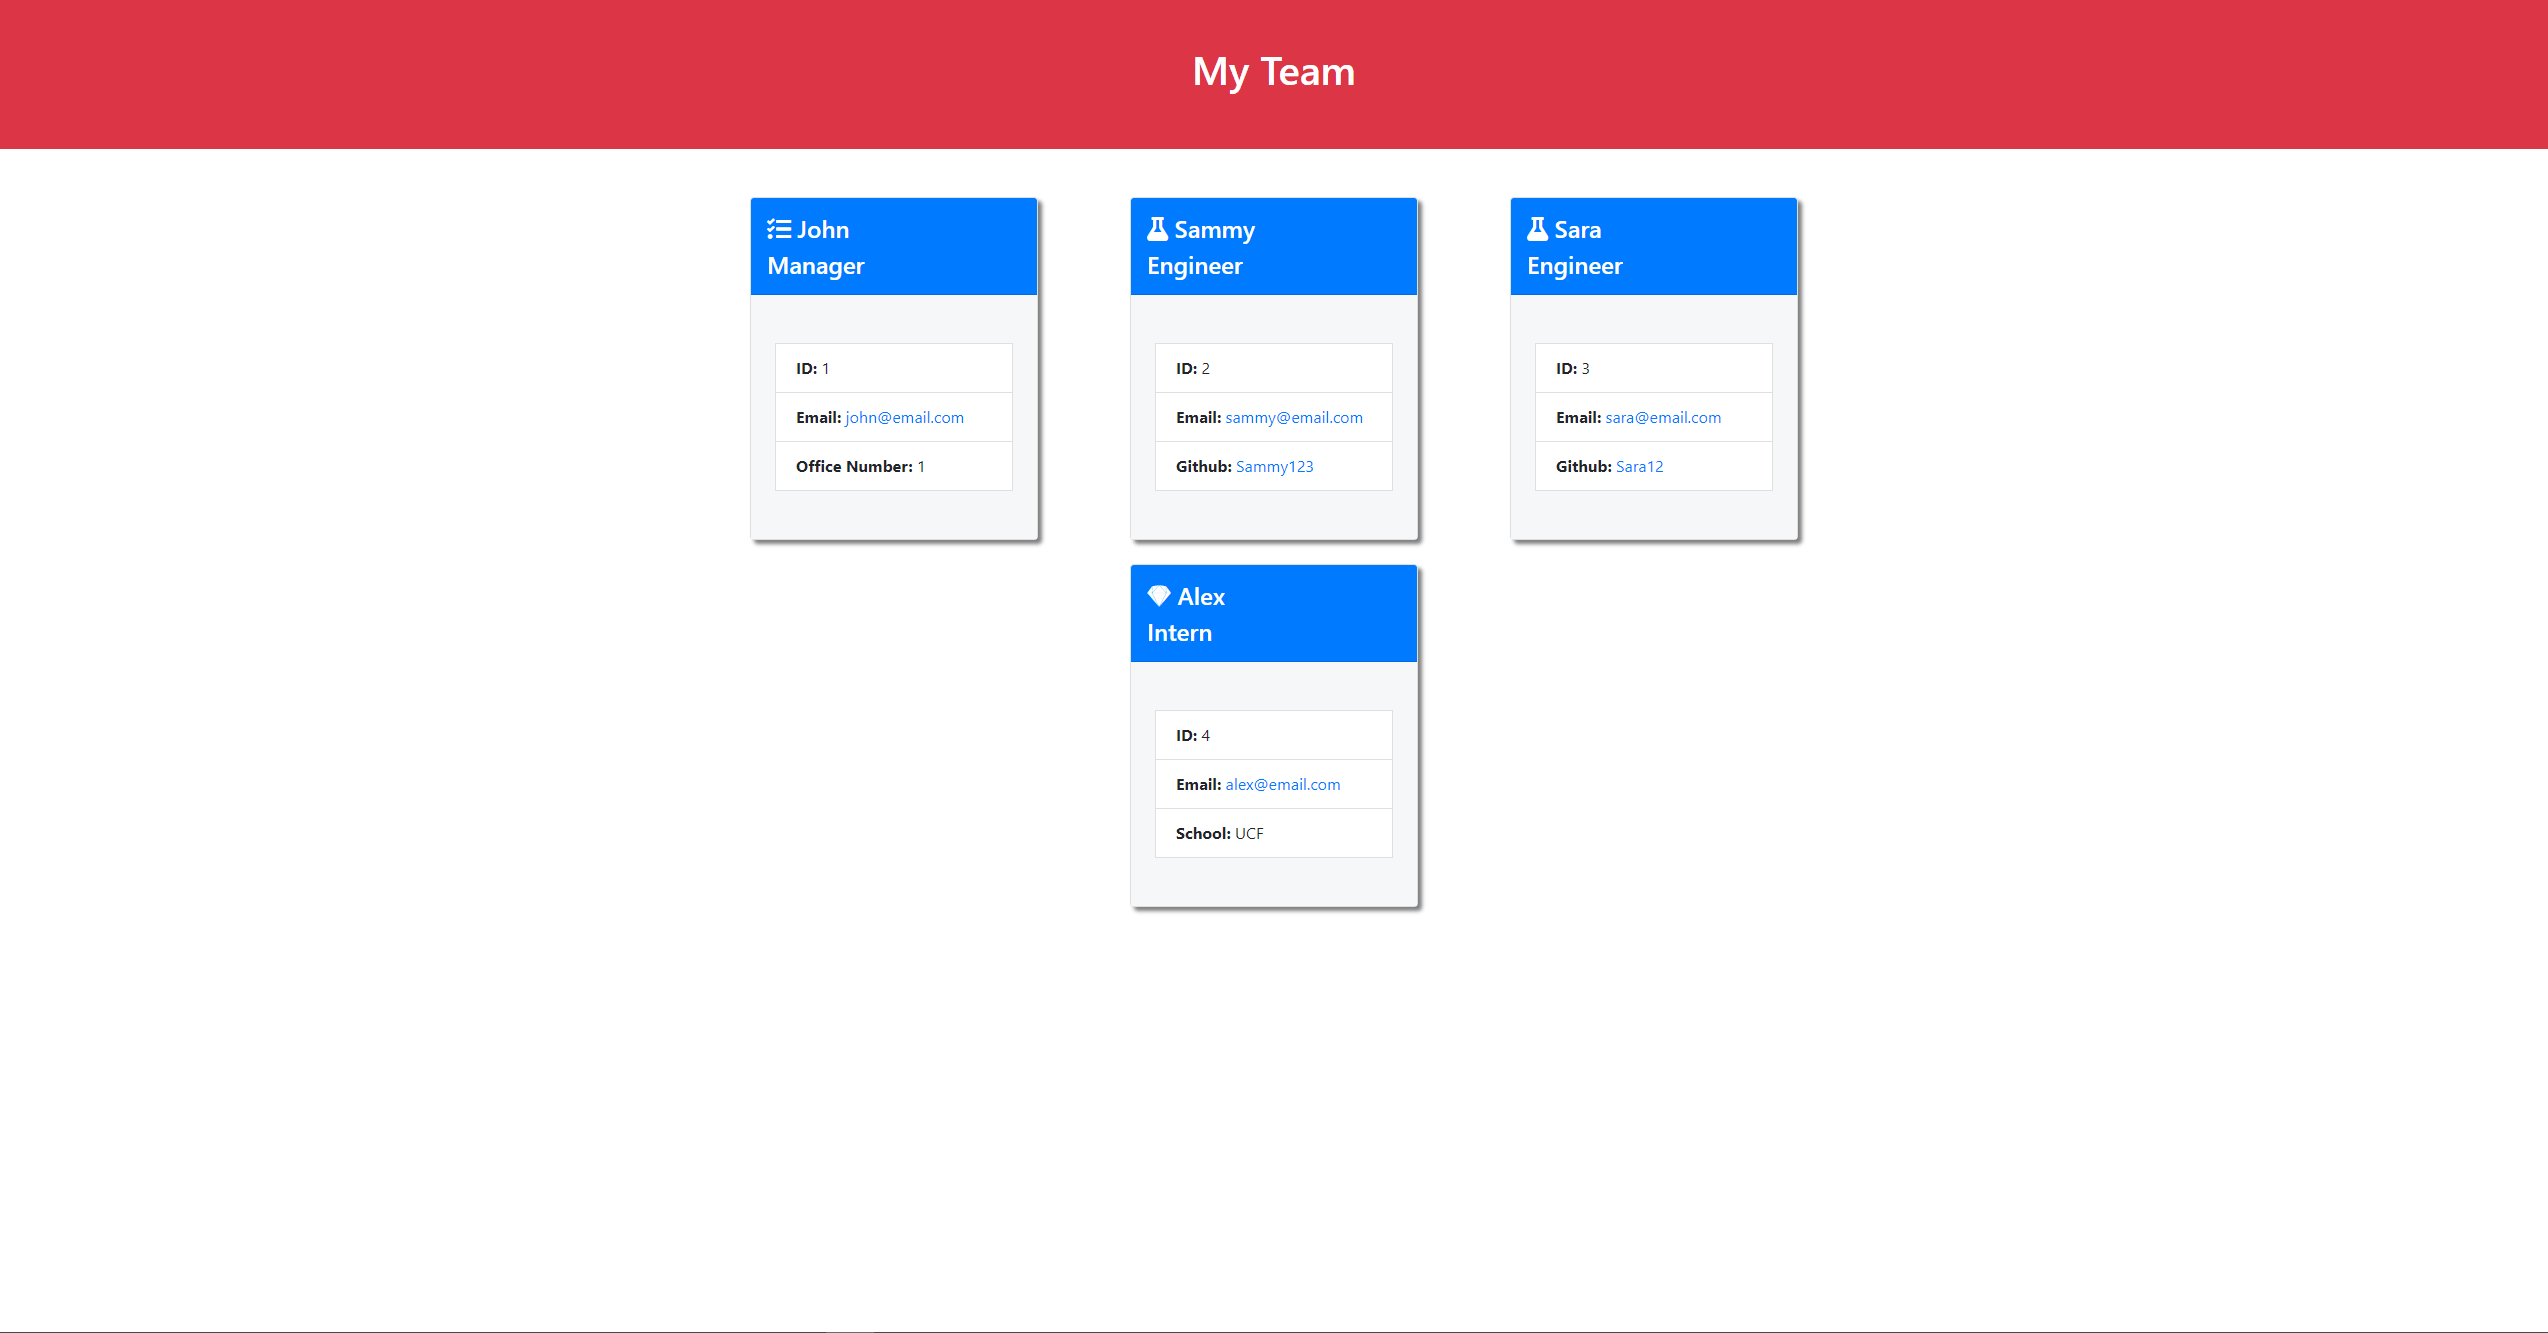 My Team
John
Manager
ID: 1
Email: john@email.com
Office Number: 1
Sammy
Engineer
ID: 2
Email: sammy@email.com
Github: Sammy123
Sara
Engineer
ID: 3
Email: sara@email.com
Github: Sara12
Alex
Intern
ID: 4
Email: alex@email.com
School: UCF